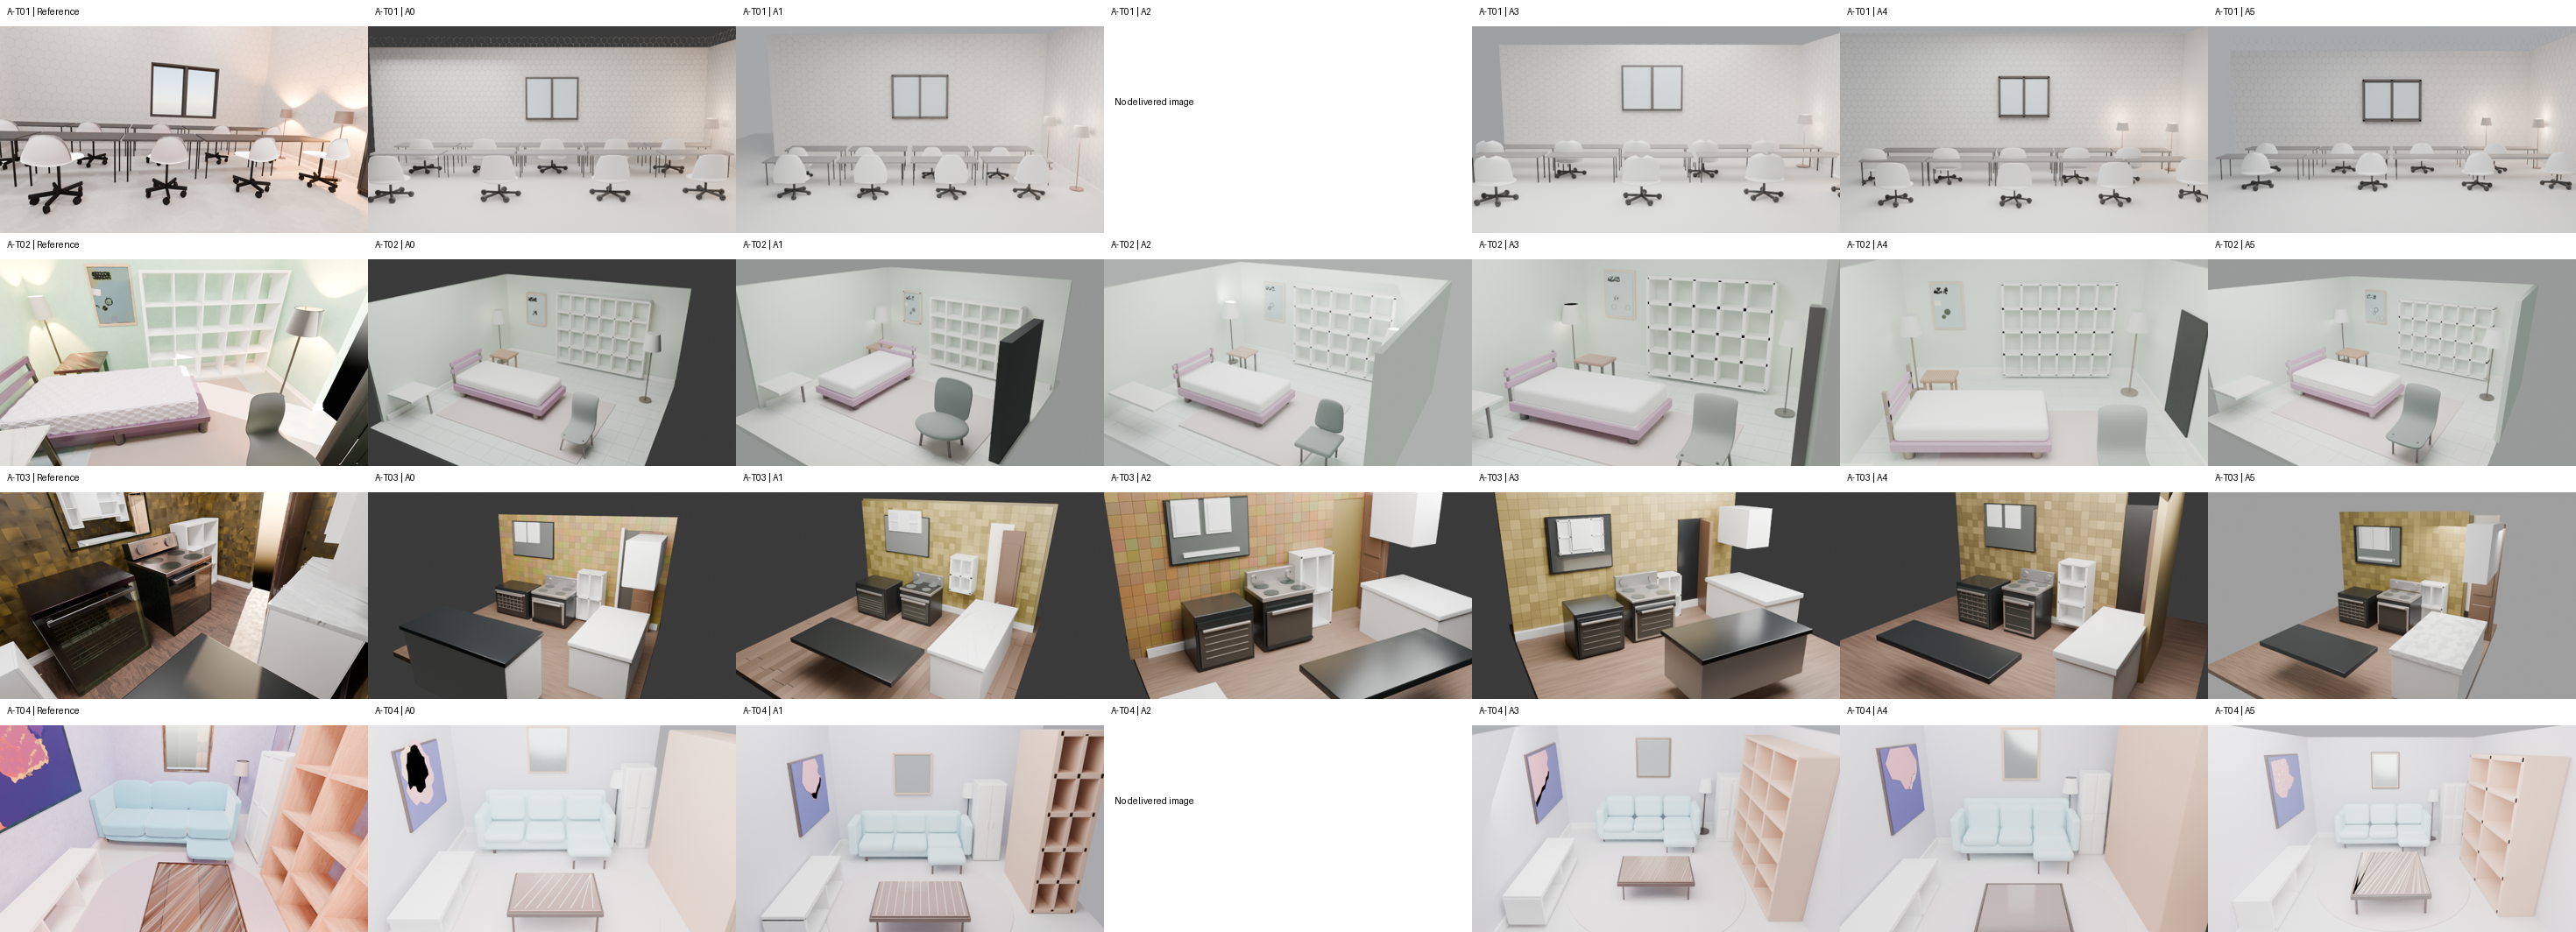 A-T01 | Reference
A-T01 | A0
A-T01 | A1
A-T01 | A2
A-T01 | A3
A-T01 | A4
A-T01 | A5
No delivered image
A-T02 | Reference
A-T02 | A0
A-T02 | A1
A-T02 | A2
A-T02 | A3
A-T02 | A4
A-T02 | A5
A-T03 | Reference
A-T03 | A0
A-T03 | A1
A-T03 | A2
A-T03 | A3
A-T03 | A4
A-T03 | A5
A-T04 | Reference
A-T04 | A0
A-T04 | A1
A-T04 | A2
A-T04 | A3
A-T04 | A4
A-T04 | A5
No delivered image